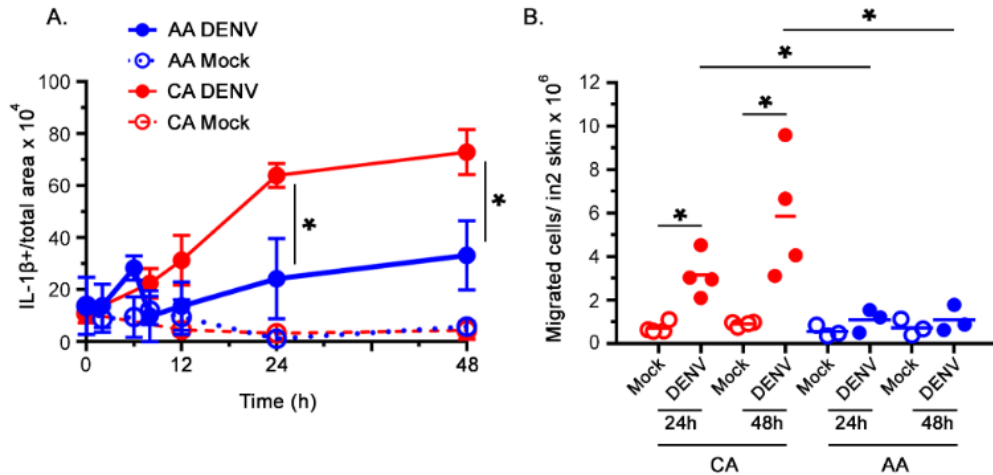 A.
AA DENV
AA Mock
CA DENV
CA Mock
IL-1β+/total area x 10⁴
100
80
60
40
20
0
*
*
0
12
24
48
Time (h)
B.
Migrated cells/ in2 skin x 10⁶
12
10
8
6
4
2
0
*
*
*
*
Mock DENV Mock DENV Mock DENV Mock DENV
24h 48h 24h 48h
CA AA